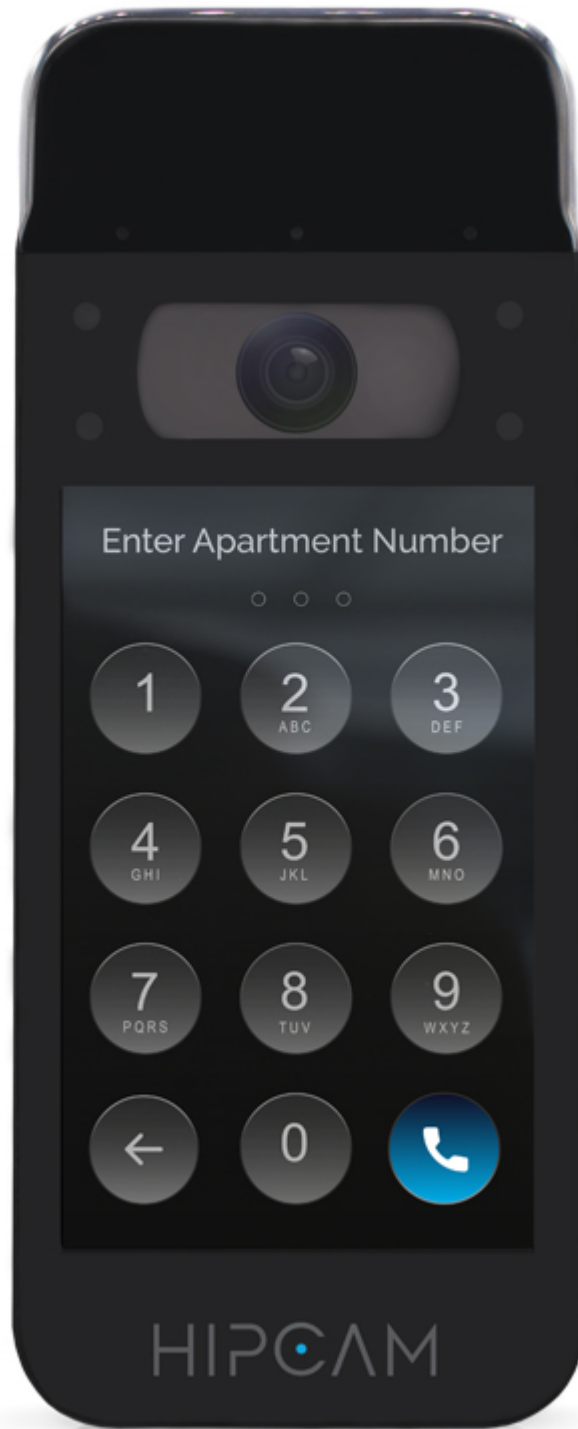 Enter Apartment Number
1 2 3
ABC DEF
4 5 6
GHI JKL MNO
7 8 9
PQRS TUV WXYZ
0
HIPCAM